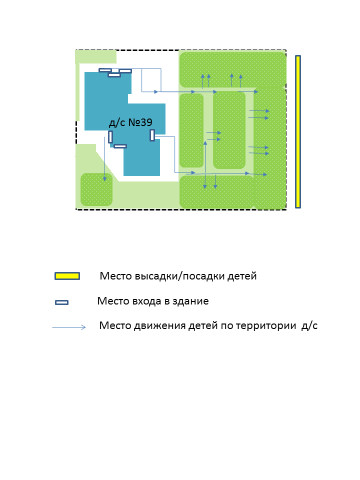 д/с №39
Место высадки/посадки детей
Место входа в здание
Место движения детей по территории д/с